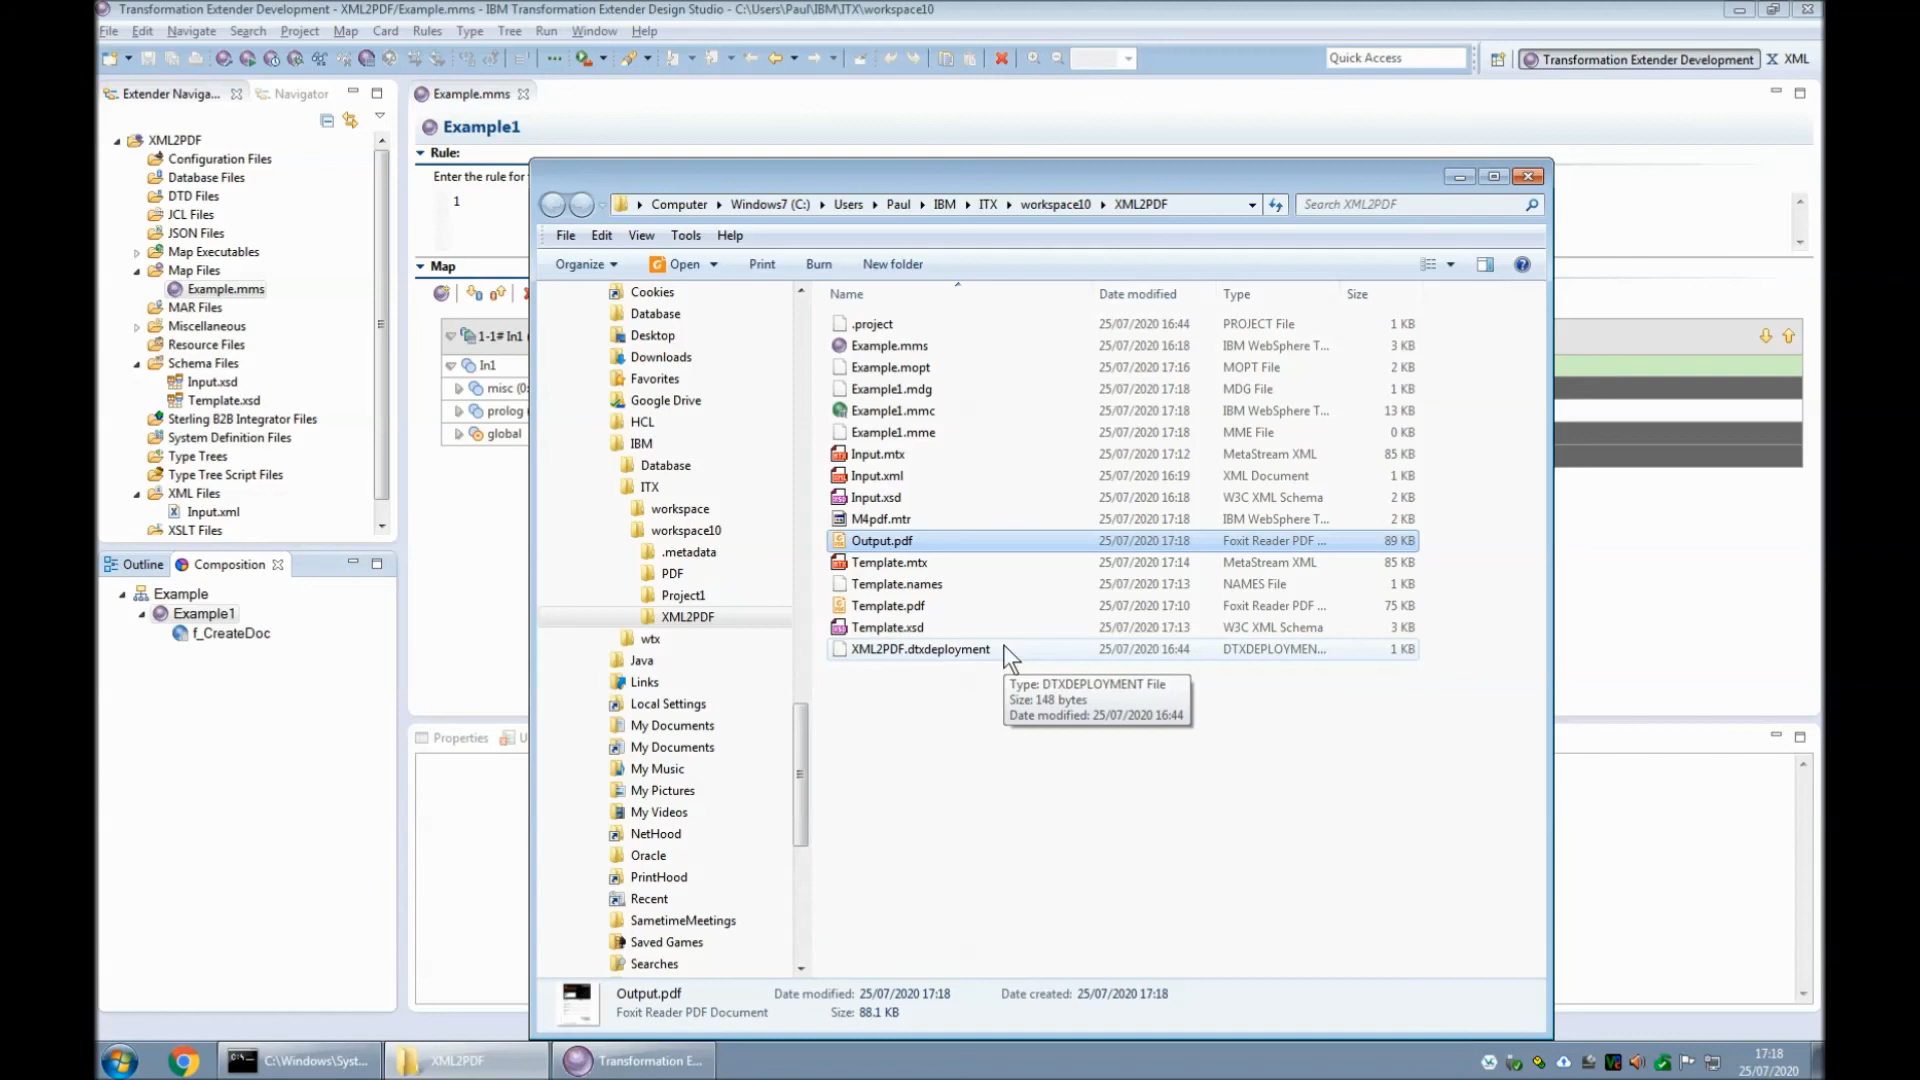 Transformation Extender Development - XML2PDF/Example.mms - IBM Transformation Extender Design Studio - C:\Users\Paul\IBM\ITX\workspace10
File Edit Navigate Search Project Map Card Rules Type Tree Run Window Help
Quick Access
Transformation Extender Development
XML
Extender Naviga...
Navigator
XML2PDF
Configuration Files
Database Files
DTD Files
JCL Files
JSON Files
Map Executables
Map Files
Example.mms
MAR Files
Miscellaneous
Resource Files
Schema Files
Input.xsd
Template.xsd
Sterling B2B Integrator Files
System Definition Files
Type Trees
Type Tree Script Files
XML Files
Input.xml
XSLT Files
Outline
Composition
Example
Example1
f_CreateDoc
Example.mms
Example1
Rule:
Enter the rule for
1
Map
1-1# In1
In1
misc (0:
prolog (
global
Properties
Computer Windows7 (C:) Users Paul IBM ITX workspace10 XML2PDF
Search XML2PDF
File Edit View Tools Help
Organize Open Print Burn New folder
Cookies
Database
Desktop
Downloads
Favorites
Google Drive
HCL
IBM
Database
ITX
workspace
workspace10
.metadata
PDF
Project1
XML2PDF
wtx
Java
Links
Local Settings
My Documents
My Documents
My Music
My Pictures
My Videos
NetHood
Oracle
PrintHood
Recent
SametimeMeetings
Saved Games
Searches
Name Date modified Type Size
.project 25/07/2020 16:44 PROJECT File 1 KB
Example.mms 25/07/2020 16:18 IBM WebSphere T... 3 KB
Example.mopt 25/07/2020 17:16 MOPT File 2 KB
Example1.mdg 25/07/2020 17:18 MDG File 1 KB
Example1.mmc 25/07/2020 17:18 IBM WebSphere T... 13 KB
Example1.mme 25/07/2020 17:18 MME File 0 KB
Input.mtx 25/07/2020 17:12 MetaStream XML 85 KB
Input.xml 25/07/2020 16:19 XML Document 1 KB
Input.xsd 25/07/2020 16:18 W3C XML Schema 2 KB
M4pdf.mtr 25/07/2020 17:18 IBM WebSphere T... 2 KB
Output.pdf 25/07/2020 17:18 Foxit Reader PDF ... 89 KB
Template.mtx 25/07/2020 17:14 MetaStream XML 85 KB
Template.names 25/07/2020 17:13 NAMES File 1 KB
Template.pdf 25/07/2020 17:10 Foxit Reader PDF ... 75 KB
Template.xsd 25/07/2020 17:13 W3C XML Schema 3 KB
XML2PDF.dtxdeployment 25/07/2020 16:44 DTXDEPLOYMEN... 1 KB
Type: DTXDEPLOYMENT File
Size: 148 bytes
Date modified: 25/07/2020 16:44
Output.pdf Date modified: 25/07/2020 17:18 Date created: 25/07/2020 17:18
Foxit Reader PDF Document Size: 88.1 KB
C:\Windows\Syst...
XML2PDF
Transformation E...
17:18
25/07/2020